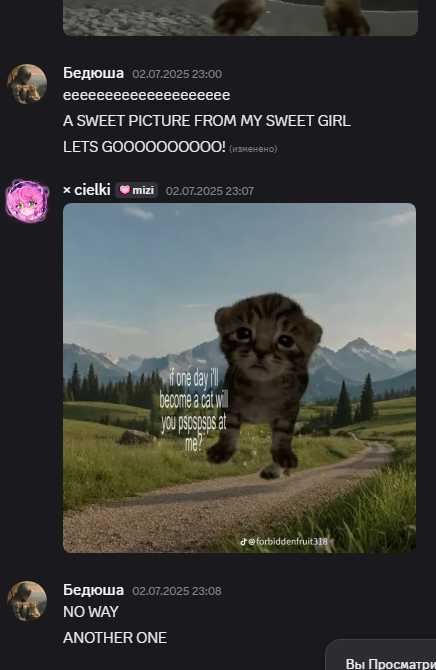 Бедюша 02.07.2025 23:00
eeeeeeeeeeeeeeeeeeee
A SWEET PICTURE FROM MY SWEET GIRL
LETS GOOOOOOOOOO! (изменено)
× cielki mizi 02.07.2025 23:07
if one day i'll
become a cat will
you pspspsps at
me?
@forbiddenfruit318
Бедюша 02.07.2025 23:08
NO WAY
ANOTHER ONE
Вы Просматри